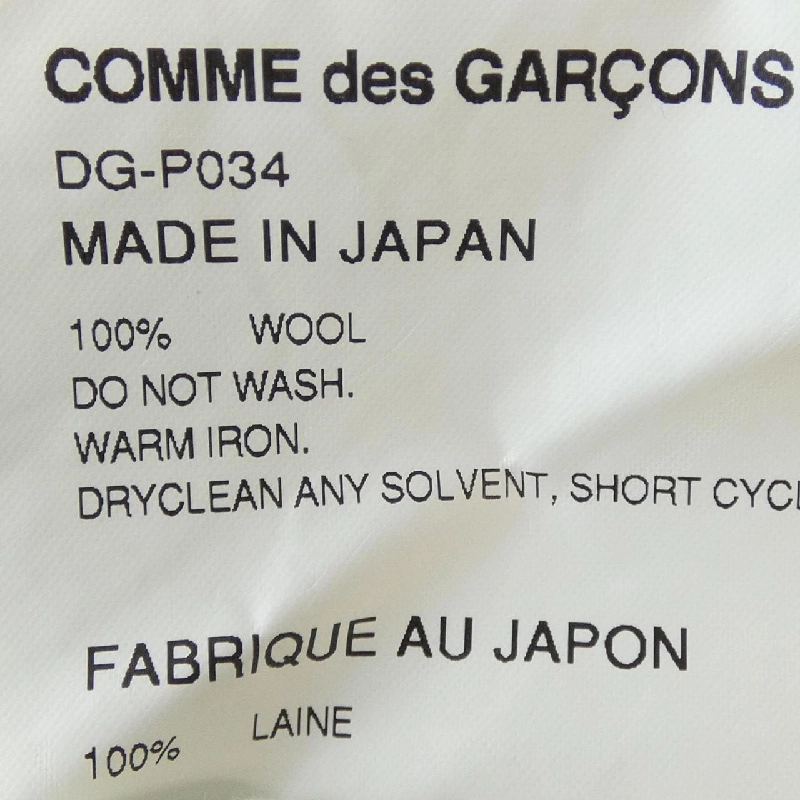 COMME des GARÇONS
DG-P034
MADE IN JAPAN
100% WOOL
DO NOT WASH.
WARM IRON.
DRYCLEAN ANY SOLVENT, SHORT
FABRIQUE AU JAPON
100% LAINE